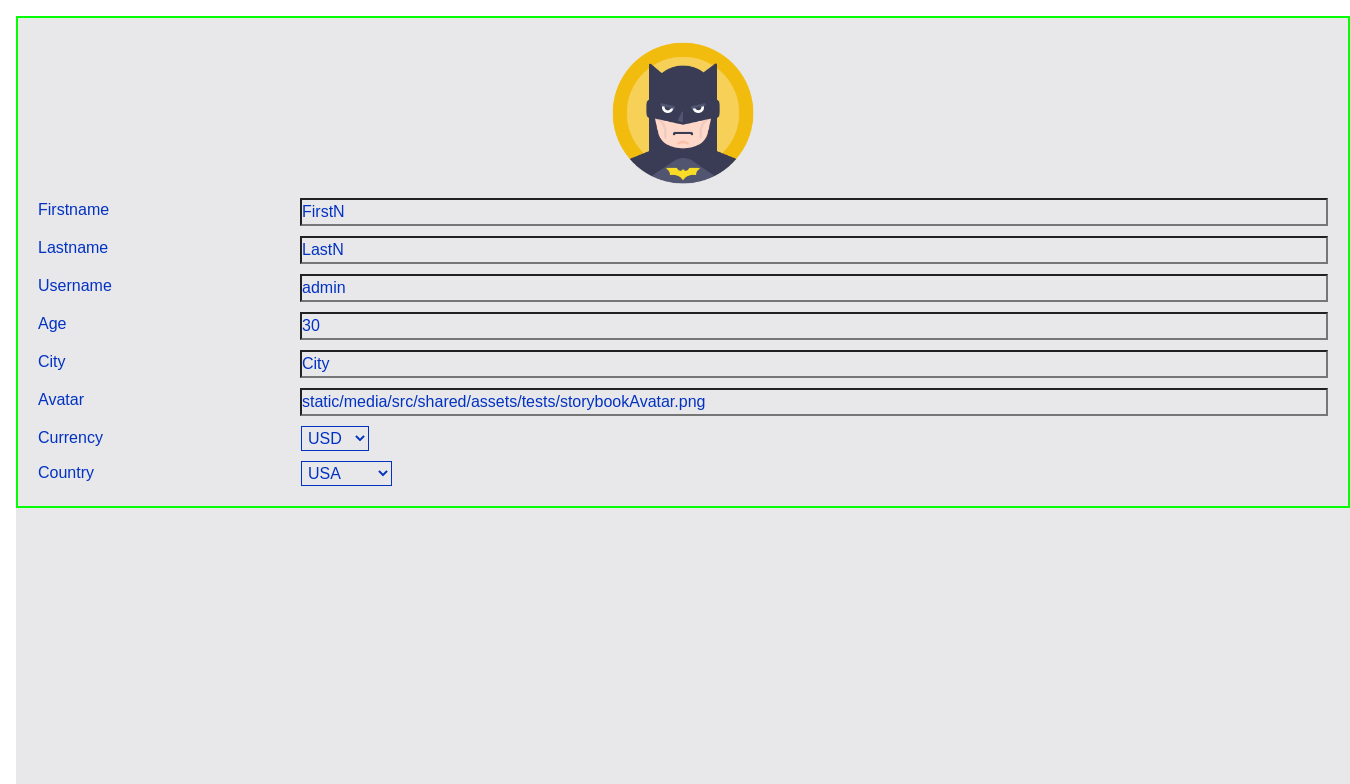 Firstname FirstN
Lastname LastN
Username admin
Age 30
City City
Avatar static/media/src/shared/assets/tests/storybookAvatar.png
Currency USD
Country USA